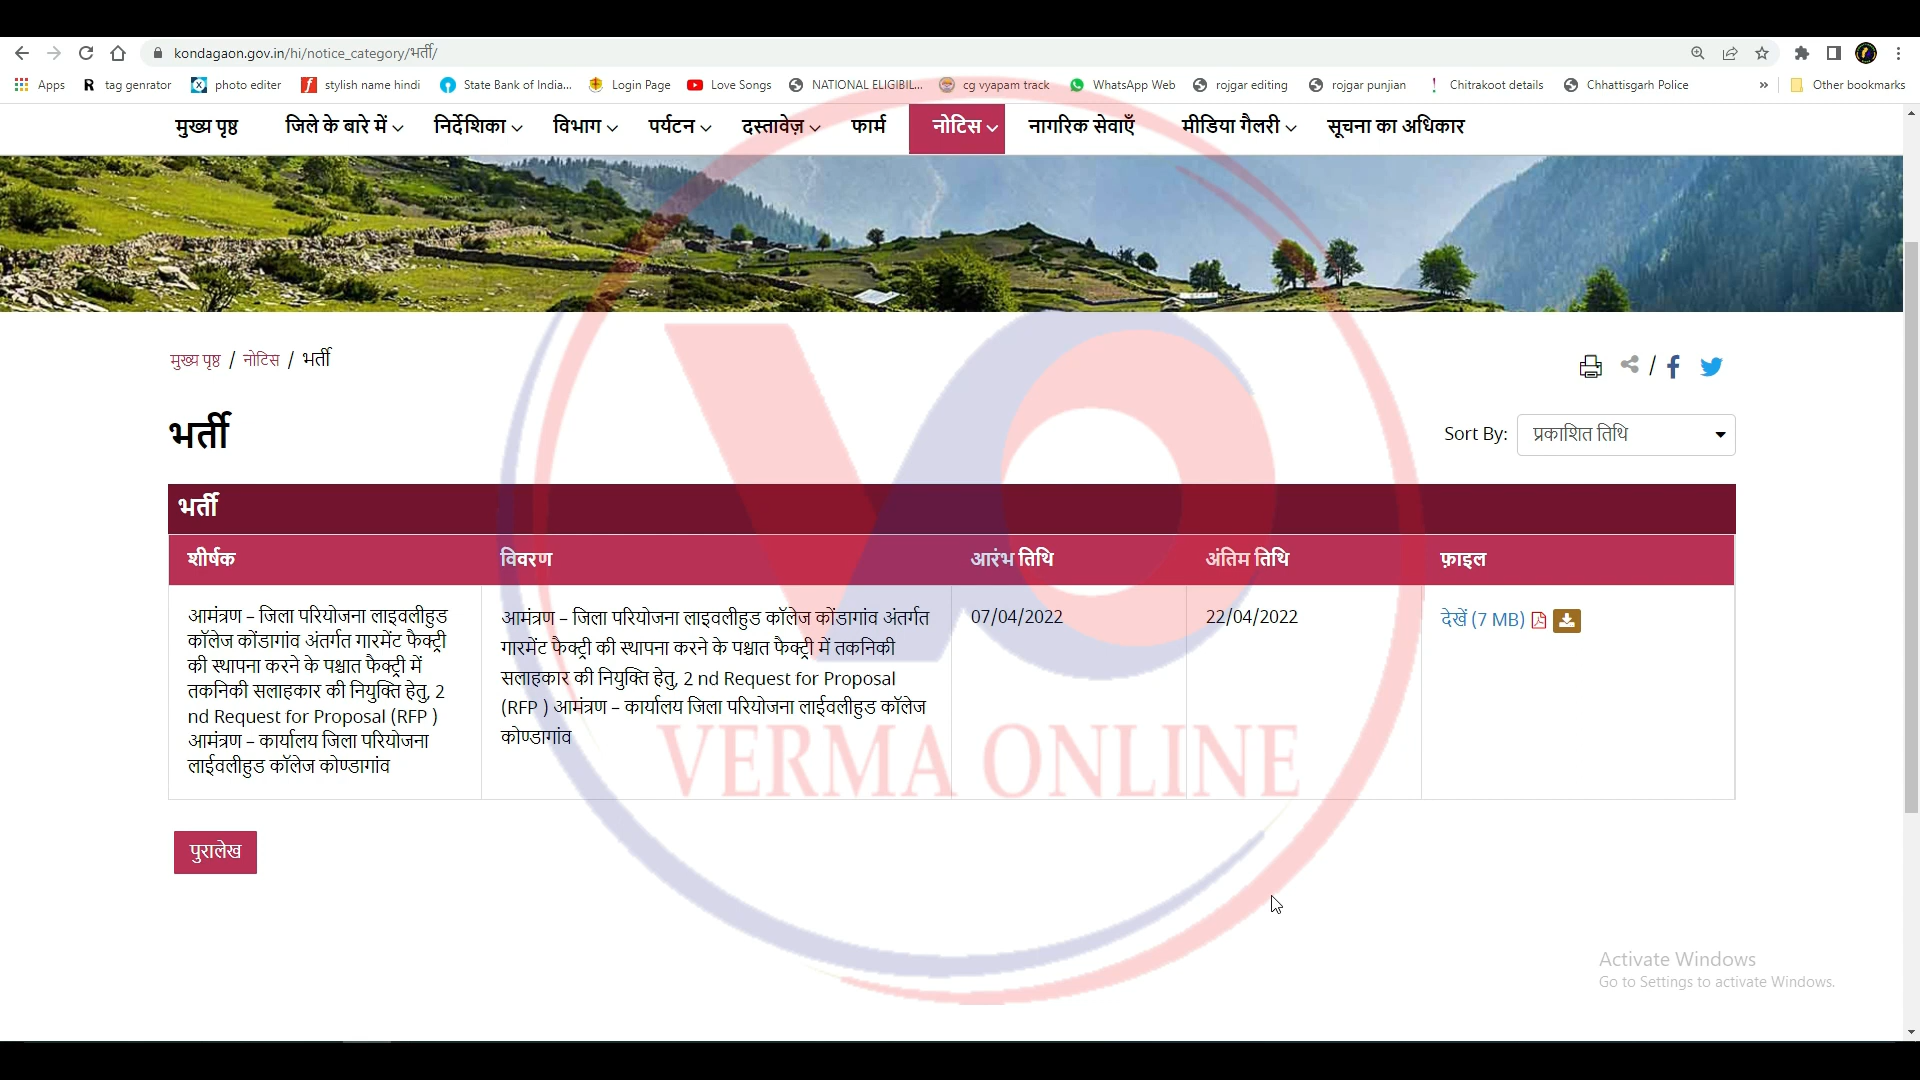 kondagaon.gov.in/hi/notice_category/भर्ती/
Apps tag genrator photo editer stylish name hindi State Bank of India... Login Page Love Songs NATIONAL ELIGIBIL... cg vyapam track WhatsApp Web rojgar editing rojgar punjian Chitrakoot details Chhattisgarh Police » Other bookmarks
मुख्य पृष्ठ जिले के बारे में निर्देशिका विभाग पर्यटन दस्तावेज़ फार्म नोटिस नागरिक सेवाएँ मीडिया गैलरी सूचना का अधिकार
मुख्य पृष्ठ / नोटिस / भर्ती
/
भर्ती
Sort By: प्रकाशित तिथि
भर्ती
शीर्षक विवरण आरंभ तिथि अंतिम तिथि फ़ाइल
आमंत्रण – जिला परियोजना लाइवलीहुड
कॉलेज कोंडागांव अंतर्गत गारमेंट फैक्ट्री
की स्थापना करने के पश्चात फैक्ट्री में
तकनिकी सलाहकार की नियुक्ति हेतु, 2
nd Request for Proposal (RFP )
आमंत्रण – कार्यालय जिला परियोजना
लाईवलीहुड कॉलेज कोण्डागांव
आमंत्रण – जिला परियोजना लाइवलीहुड कॉलेज कोंडागांव अंतर्गत
गारमेंट फैक्ट्री की स्थापना करने के पश्चात फैक्ट्री में तकनिकी
सलाहकार की नियुक्ति हेतु, 2 nd Request for Proposal
(RFP ) आमंत्रण – कार्यालय जिला परियोजना लाईवलीहुड कॉलेज
कोण्डागांव
07/04/2022
22/04/2022
देखें (7 MB)
VERMA ONLINE
पुरालेख
Activate Windows
Go to Settings to activate Windows.